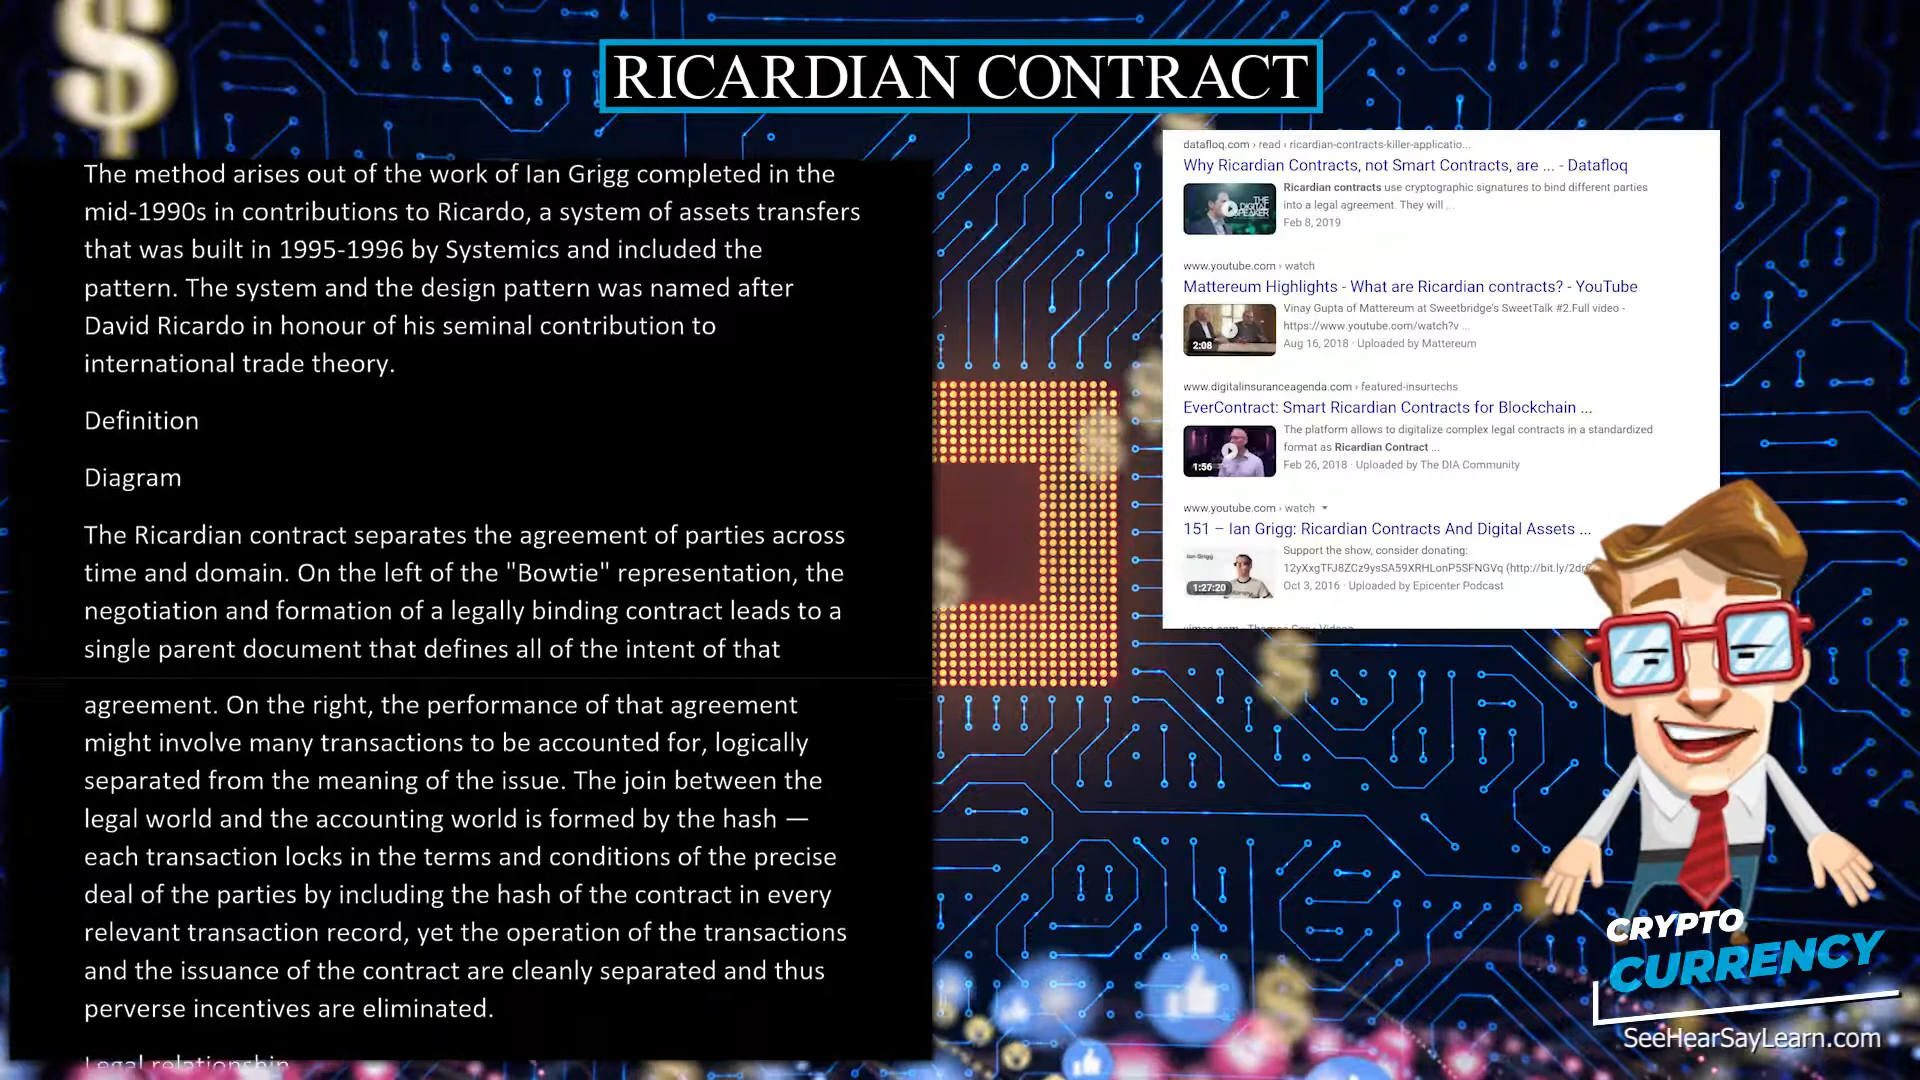 RICARDIAN CONTRACT
The method arises out of the work of Ian Grigg completed in the
mid-1990s in contributions to Ricardo, a system of assets transfers
that was built in 1995-1996 by Systemics and included the
pattern. The system and the design pattern was named after
David Ricardo in honour of his seminal contribution to
international trade theory.
Definition
Diagram
The Ricardian contract separates the agreement of parties across
time and domain. On the left of the "Bowtie" representation, the
negotiation and formation of a legally binding contract leads to a
single parent document that defines all of the intent of that
agreement. On the right, the performance of that agreement
might involve many transactions to be accounted for, logically
separated from the meaning of the issue. The join between the
legal world and the accounting world is formed by the hash —
each transaction locks in the terms and conditions of the precise
deal of the parties by including the hash of the contract in every
relevant transaction record, yet the operation of the transactions
and the issuance of the contract are cleanly separated and thus
perverse incentives are eliminated.
Legal relationship
datafloq.com › read › ricardian-contracts-killer-applicatio...
Why Ricardian Contracts, not Smart Contracts, are ... - Datafloq
THE DIGITAL SPEAKER
Ricardian contracts use cryptographic signatures to bind different parties
into a legal agreement. They will ...
Feb 8, 2019
www.youtube.com › watch
Mattereum Highlights - What are Ricardian contracts? - YouTube
Vinay Gupta of Mattereum at Sweetbridge's SweetTalk #2.Full video -
https://www.youtube.com/watch?v ...
2:08
Aug 16, 2018 · Uploaded by Mattereum
www.digitalinsuranceagenda.com › featured-insurtechs
EverContract: Smart Ricardian Contracts for Blockchain ...
The platform allows to digitalize complex legal contracts in a standardized
format as Ricardian Contract ...
1:56
Feb 26, 2018 · Uploaded by The DIA Community
www.youtube.com › watch
151 – Ian Grigg: Ricardian Contracts And Digital Assets ...
Ian Grigg
Support the show, consider donating:
12yXxgTFJ8ZCz9ysSA59XRHLonP5SFNGVq (http://bit.ly/2dr
1:27:20
Oct 3, 2016 · Uploaded by Epicenter Podcast
CRYPTO
CURRENCY
SeeHearSayLearn.com